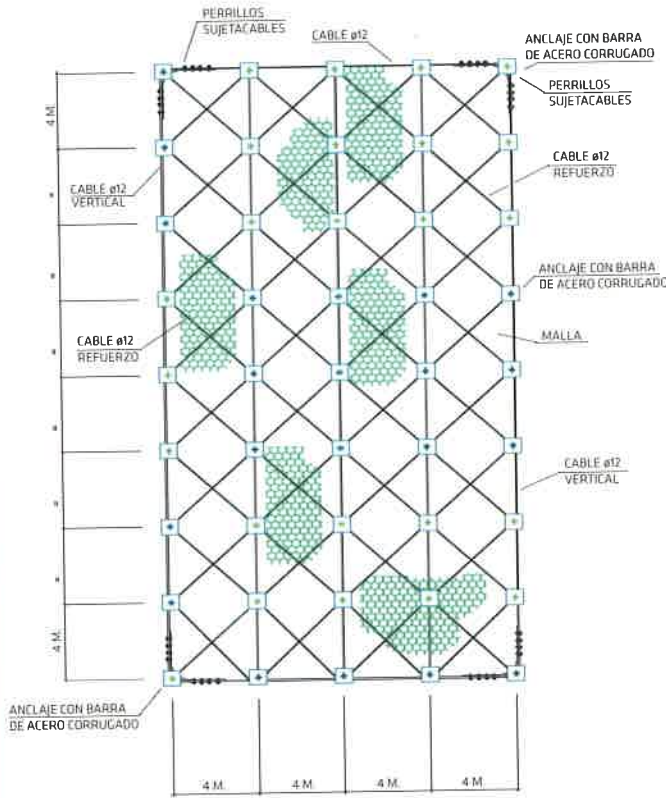 PERRILLOS
SUJETACABLES
CABLE ø12
ANCLAJE CON BARRA
DE ACERO CORRUGADO
PERRILLOS
SUJETACABLES
4 M.
CABLE ø12
REFUERZO
CABLE ø12
VERTICAL
ANCLAJE CON BARRA
DE ACERO CORRUGADO
MALLA
CABLE ø12
REFUERZO
CABLE ø12
VERTICAL
4 M.
ANCLAJE CON BARRA
DE ACERO CORRUGADO
4 M.
4 M.
4 M.
4 M.